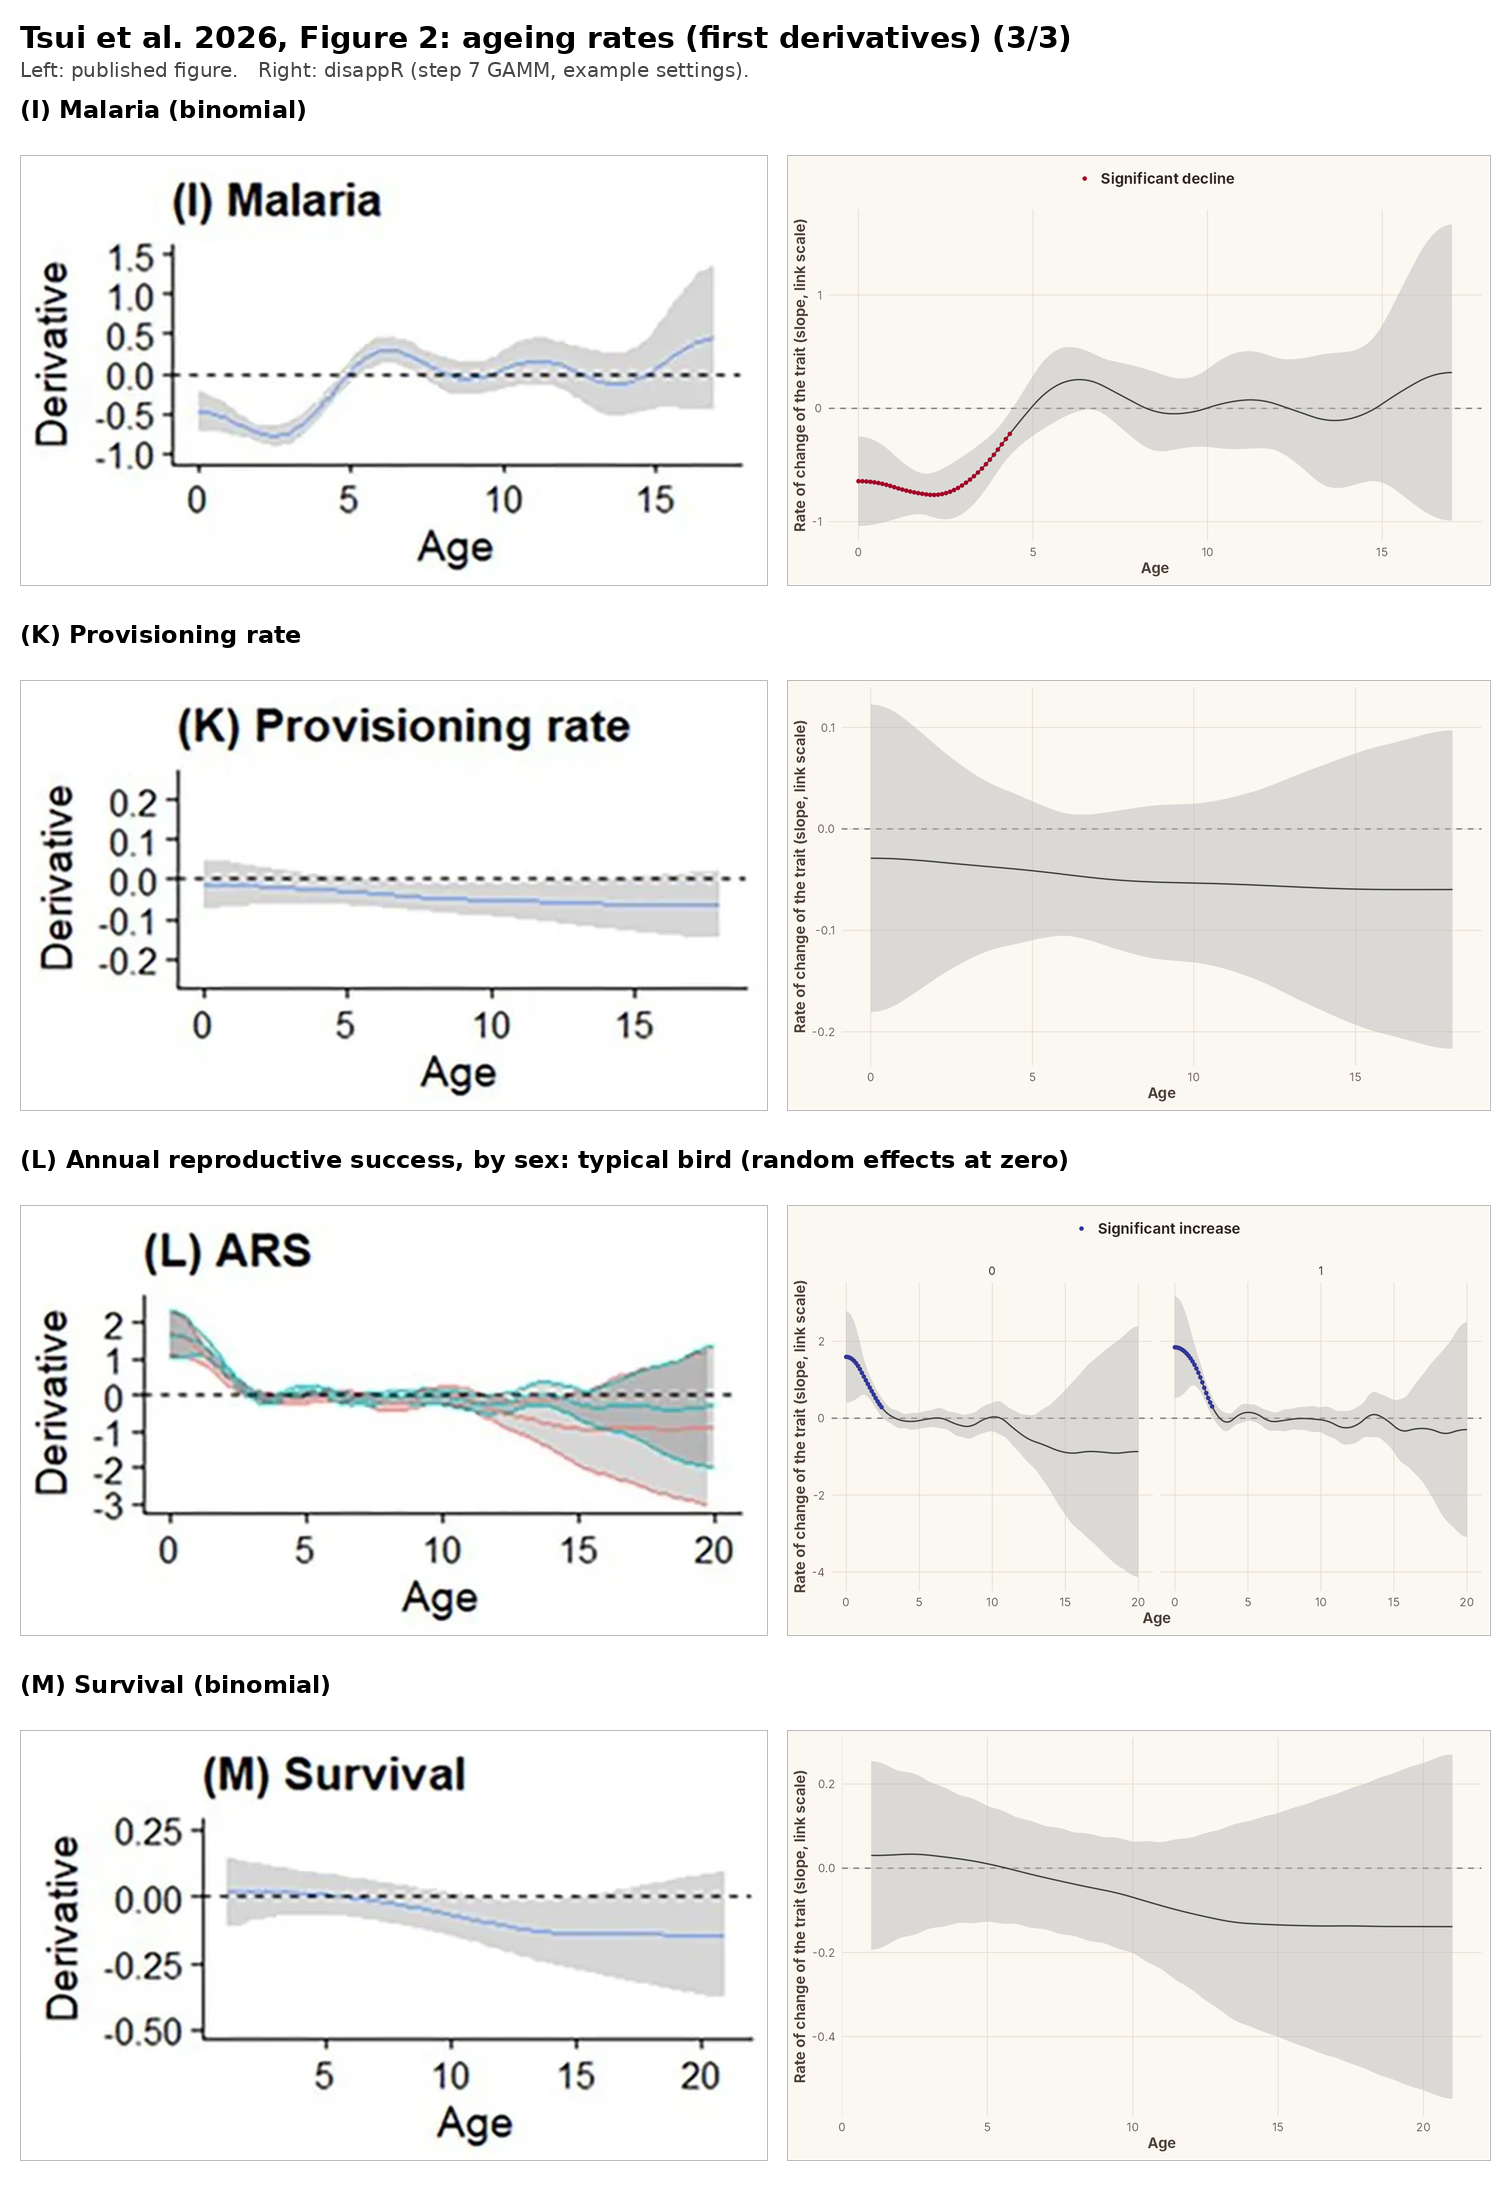 Tsui et al. 2026, Figure 2: ageing rates (first derivatives) (3/3)
Left: published figure.   Right: disappR (step 7 GAMM, example settings).
(I) Malaria (binomial)
(I) Malaria
Derivative
1.5
1.0
0.5
0.0
-0.5
-1.0
0 5 10 15
Age
Significant decline
Rate of change of the trait (slope, link scale)
1
0
-1
0 5 10 15
Age
(K) Provisioning rate
(K) Provisioning rate
Derivative
0.2
0.1
0.0
-0.1
-0.2
0 5 10 15
Age
Rate of change of the trait (slope, link scale)
0.1
0.0
-0.1
-0.2
0 5 10 15
Age
(L) Annual reproductive success, by sex: typical bird (random effects at zero)
(L) ARS
Derivative
2
1
0
-1
-2
-3
0 5 10 15 20
Age
Significant increase
0 1
Rate of change of the trait (slope, link scale)
2
0
-2
-4
0 5 10 15 20 0 5 10 15 20
Age
(M) Survival (binomial)
(M) Survival
Derivative
0.25
0.00
-0.25
-0.50
5 10 15 20
Age
Rate of change of the trait (slope, link scale)
0.2
0.0
-0.2
-0.4
0 5 10 15 20
Age